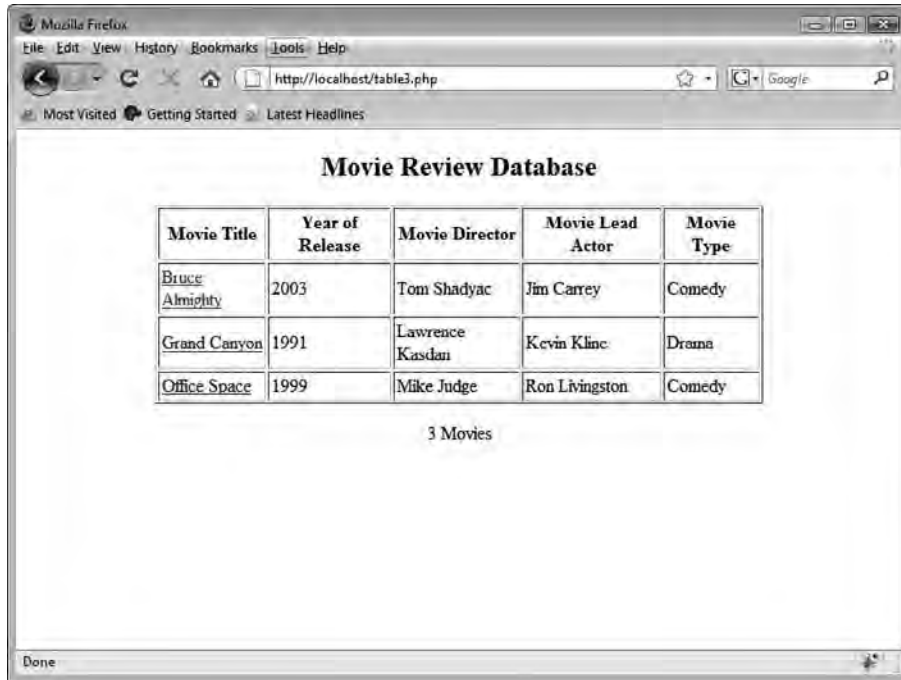 Mozilla Firefox
File Edit View History Bookmarks Tools Help
http://localhost/table3.php
G Google
Most Visited Getting Started Latest Headlines
Movie Review Database
Movie Title Year of Release Movie Director Movie Lead Actor Movie Type
Bruce Almighty 2003 Tom Shadyac Jim Carrey Comedy
Grand Canyon 1991 Lawrence Kasdan Kevin Kline Drama
Office Space 1999 Mike Judge Ron Livingston Comedy
3 Movies
Done